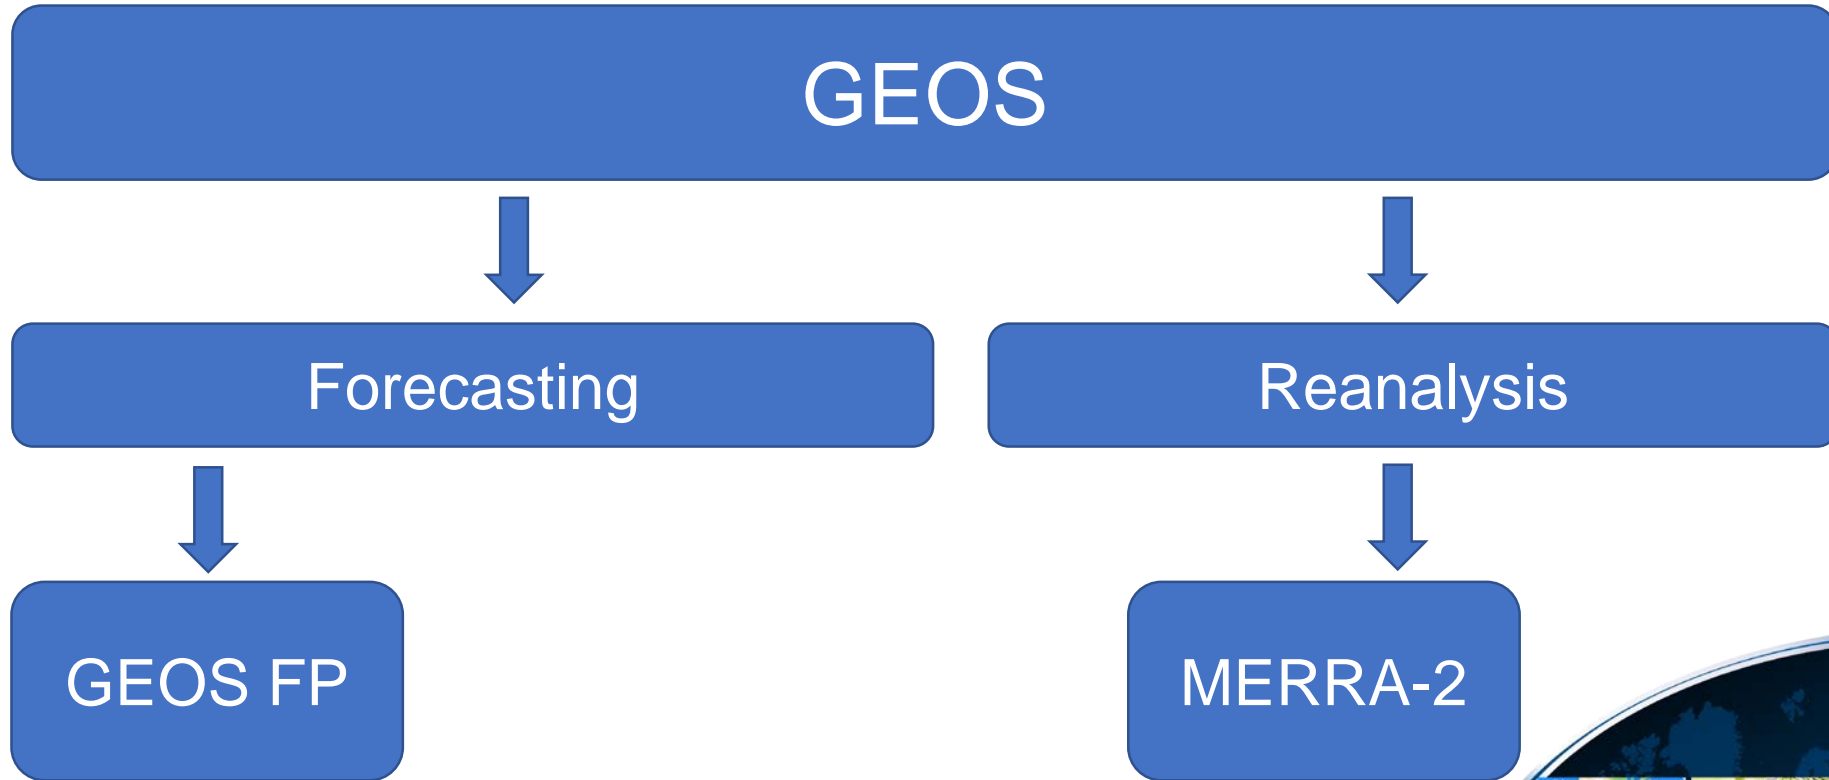 GEOS
Forecasting
Reanalysis
GEOS FP
MERRA-2